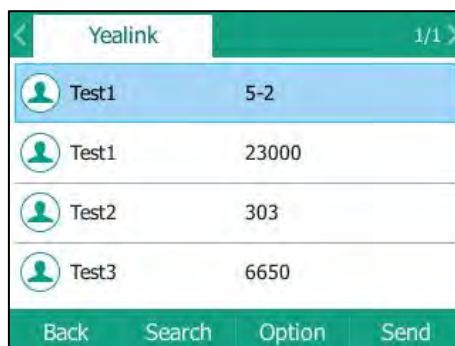 Yealink 1/1
Test1 5-2
Test1 23000
Test2 303
Test3 6650
Back Search Option Send